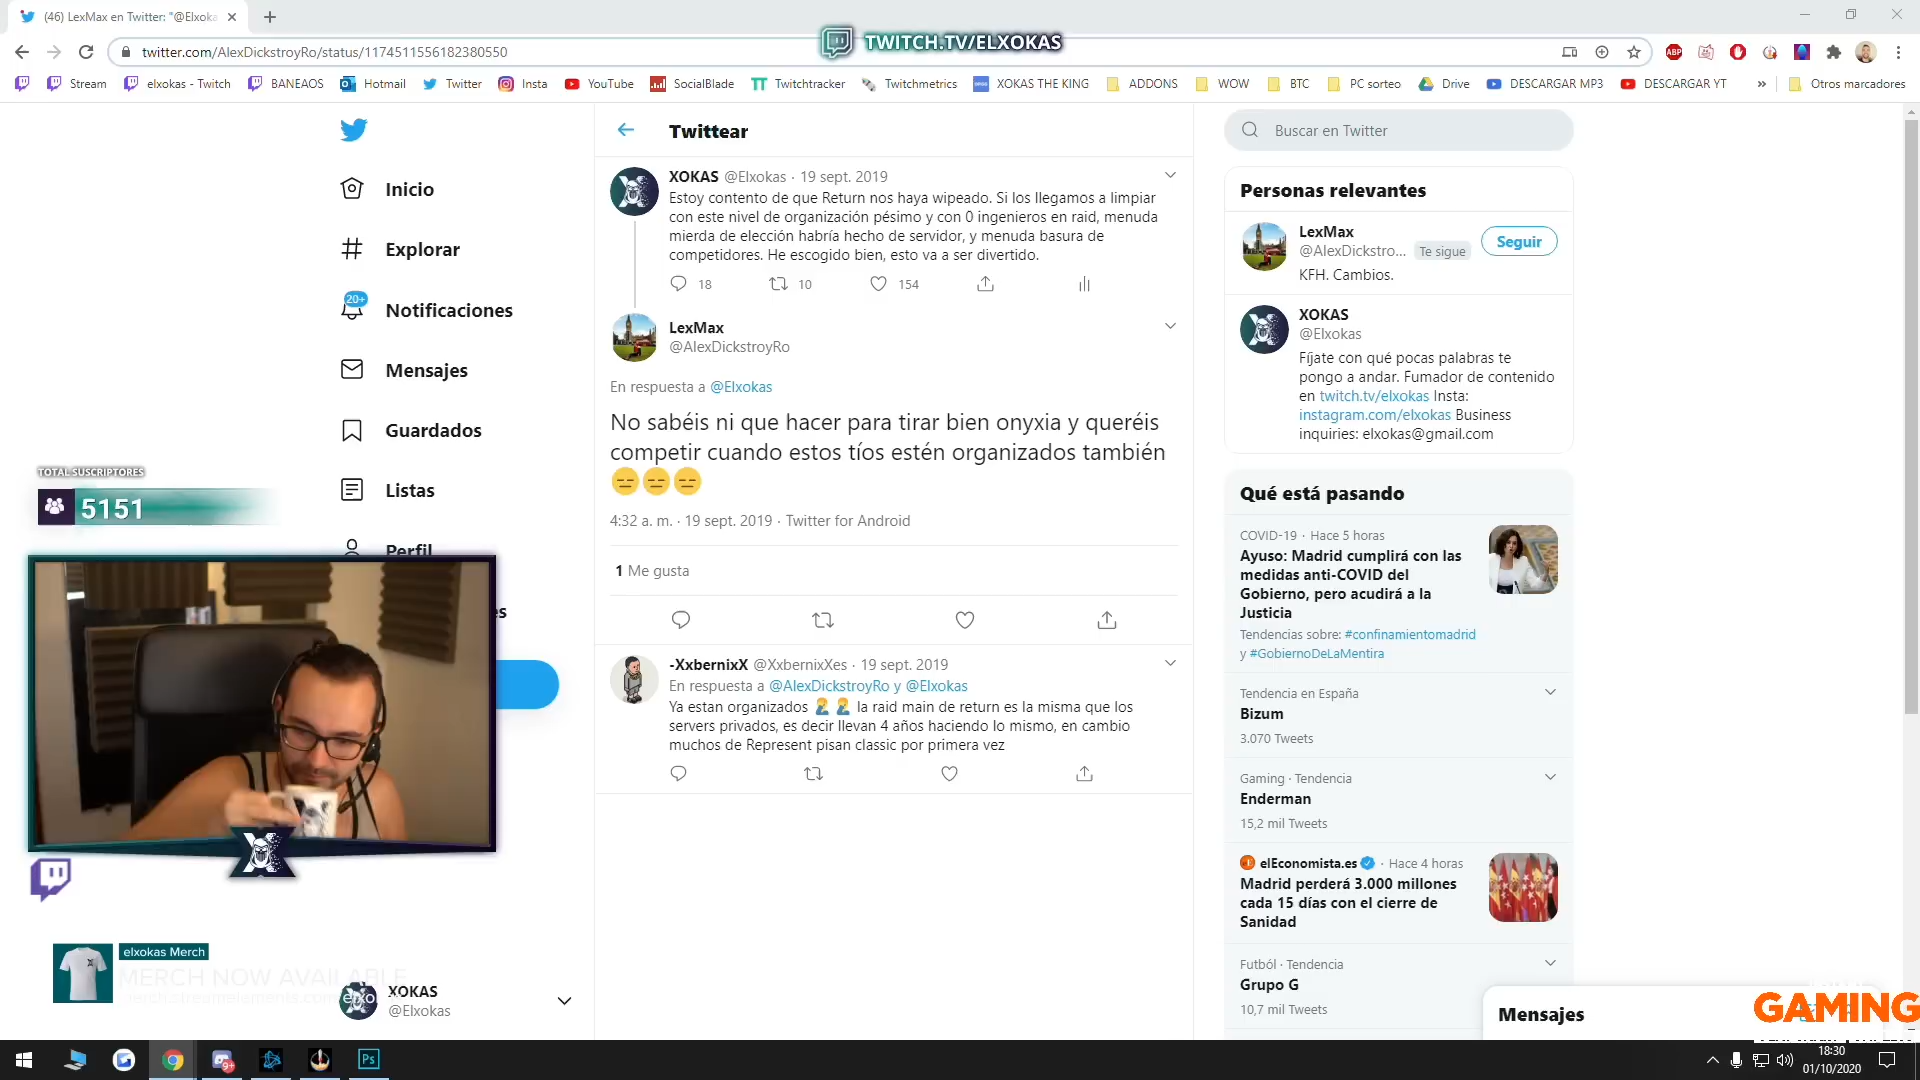 (46) LexMax en Twitter: "@Elxoka
twitter.com/AlexDickstroyRo/status/1174511556182380550
TWITCH.TV/ELXOKAS
ABP
Stream
elxokas - Twitch
BANEAOS
Hotmail
Twitter
Insta
YouTube
SocialBlade
Twitchtracker
Twitchmetrics
XOKAS THE KING
ADDONS
WOW
BTC
PC sorteo
Drive
DESCARGAR MP3
DESCARGAR YT
»
Otros marcadores
Inicio
Explorar
20+
Notificaciones
Mensajes
Guardados
Listas
Perfil
es
TOTAL SUSCRIPTORES
5151
elxokas Merch
MERCH NOW AVAILABLE
XOKAS
@Elxokas
Twittear
XOKAS @Elxokas · 19 sept. 2019
Estoy contento de que Return nos haya wipeado. Si los llegamos a limpiar
con este nivel de organización pésimo y con 0 ingenieros en raid, menuda
mierda de elección habría hecho de servidor, y menuda basura de
competidores. He escogido bien, esto va a ser divertido.
18
10
154
LexMax
@AlexDickstroyRo
En respuesta a @Elxokas
No sabéis ni que hacer para tirar bien onyxia y queréis
competir cuando estos tíos estén organizados también
😑😑😑
4:32 a. m. · 19 sept. 2019 · Twitter for Android
1 Me gusta
-XxbernixX @XxbernixXes · 19 sept. 2019
En respuesta a @AlexDickstroyRo y @Elxokas
Ya estan organizados 🤦‍♂️ 🤦‍♂️ la raid main de return es la misma que los
servers privados, es decir llevan 4 años haciendo lo mismo, en cambio
muchos de Represent pisan classic por primera vez
Buscar en Twitter
Personas relevantes
LexMax
@AlexDickstro... Te sigue
Seguir
KFH. Cambios.
XOKAS
@Elxokas
Fíjate con qué pocas palabras te
pongo a andar. Fumador de contenido
en twitch.tv/elxokas Insta:
instagram.com/elxokas Business
inquiries: elxokas@gmail.com
Qué está pasando
COVID-19 · Hace 5 horas
Ayuso: Madrid cumplirá con las
medidas anti-COVID del
Gobierno, pero acudirá a la
Justicia
Tendencias sobre: #confinamientomadrid
y #GobiernoDeLaMentira
Tendencia en España
Bizum
3.070 Tweets
Gaming · Tendencia
Enderman
15,2 mil Tweets
elEconomista.es · Hace 4 horas
Madrid perderá 3.000 millones
cada 15 días con el cierre de
Sanidad
Futból · Tendencia
Grupo G
10,7 mil Tweets
Mensajes
GAMING
9+
Ps
18:30
01/10/2020